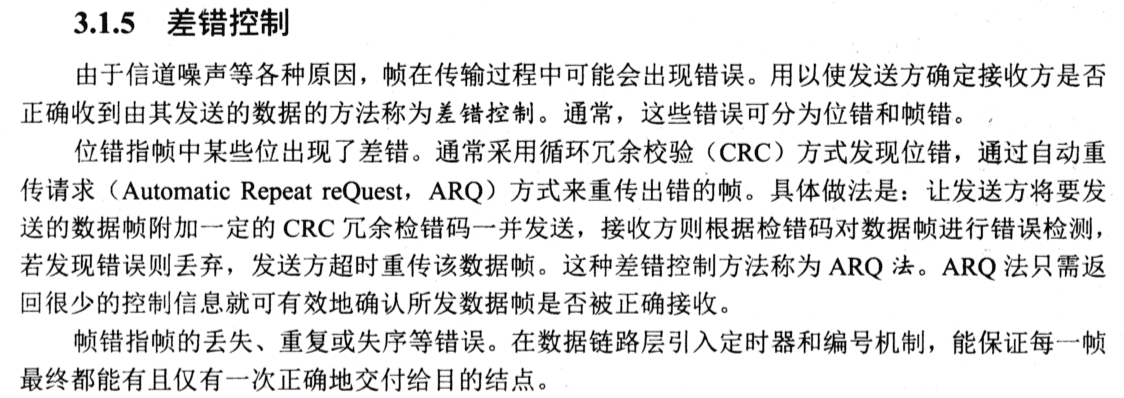 3.1.5 差错控制
由于信道噪声等各种原因，帧在传输过程中可能会出现错误。用以使发送方确定接收方是否
正确收到由其发送的数据的方法称为差错控制。通常，这些错误可分为位错和帧错。
位错指帧中某些位出现了差错。通常采用循环冗余校验（CRC）方式发现位错，通过自动重
传请求（Automatic Repeat reQuest，ARQ）方式来重传出错的帧。具体做法是：让发送方将要发
送的数据帧附加一定的 CRC 冗余检错码一并发送，接收方则根据检错码对数据帧进行错误检测，
若发现错误则丢弃，发送方超时重传该数据帧。这种差错控制方法称为 ARQ 法。ARQ 法只需返
回很少的控制信息就可有效地确认所发数据帧是否被正确接收。
帧错指帧的丢失、重复或失序等错误。在数据链路层引入定时器和编号机制，能保证每一帧
最终都能有且仅有一次正确地交付给目的结点。